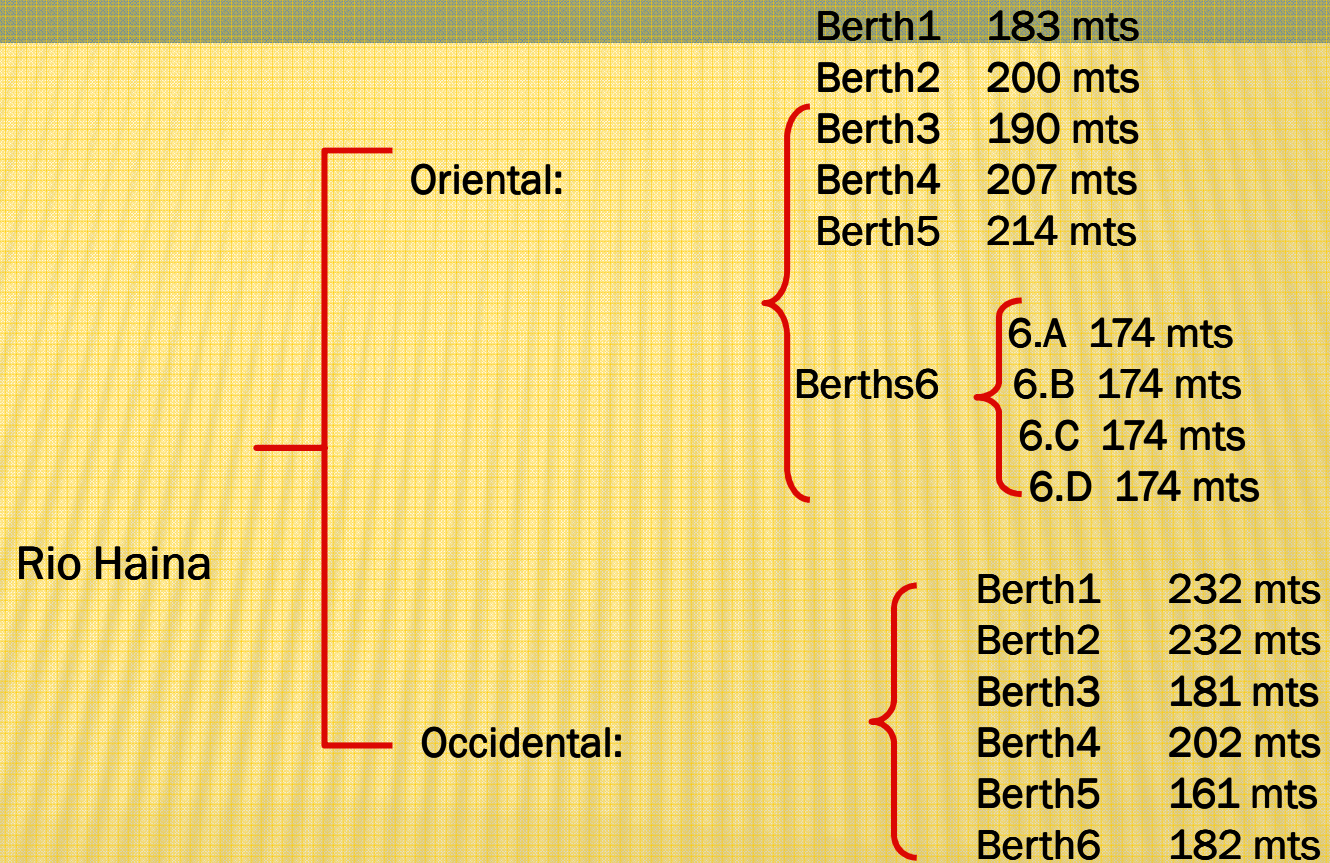 Berth1 183 mts
Berth2 200 mts
Berth3 190 mts
Oriental: Berth4 207 mts
Berth5 214 mts
6.A 174 mts
Berths6 6.B 174 mts
6.C 174 mts
6.D 174 mts
Rio Haina
Berth1 232 mts
Berth2 232 mts
Berth3 181 mts
Occidental: Berth4 202 mts
Berth5 161 mts
Berth6 182 mts